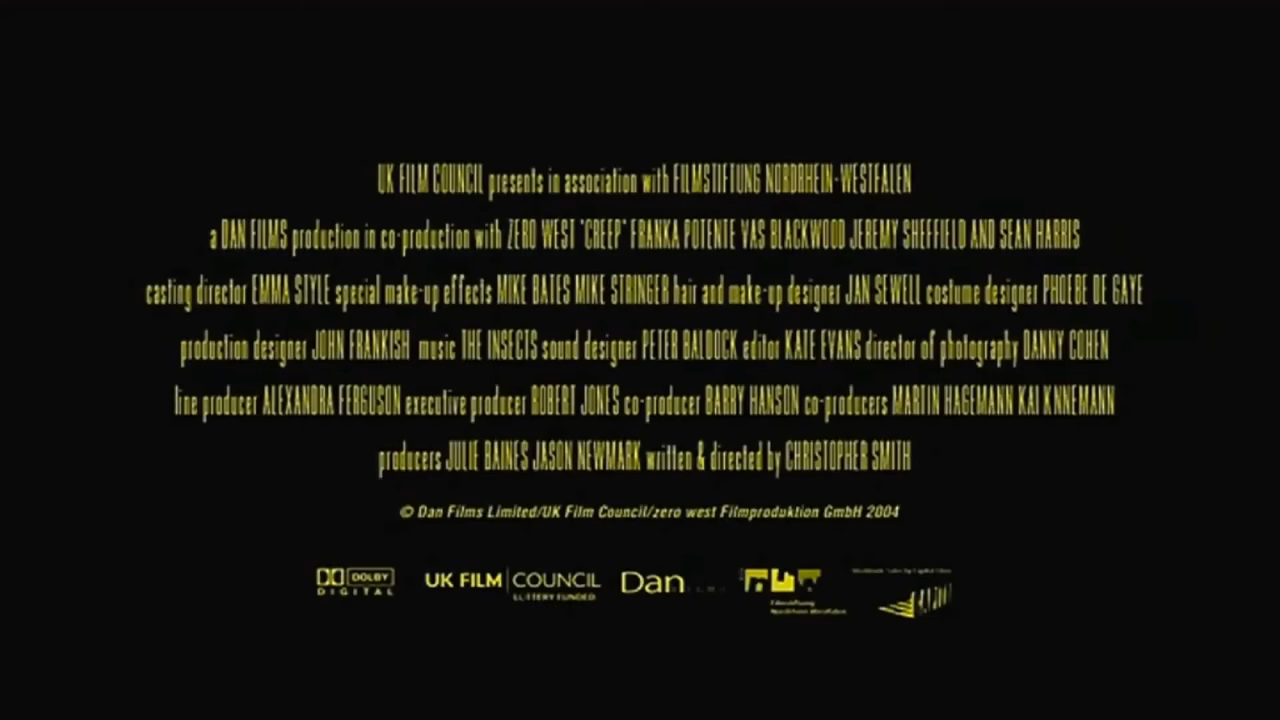 UK FILM COUNCIL presents in association with FILMSTIFTUNG NORDRHEIN-WESTFALEN
a DAN FILMS production in co-production with ZERO WEST "CREEP" FRANKA POTENTE VAS BLACKWOOD JEREMY SHEFFIELD AND SEAN HARRIS
casting director EMMA STYLE special make-up effects MIKE BATES MIKE STRINGER hair and make-up designer JAN SEWELL costume designer PHOEBE DE GAYE
production designer JOHN FRANKISH music THE INSECTS sound designer PETER BALDOCK editor KATE EVANS director of photography DANNY COHEN
line producer ALEXANDRA FERGUSON executive producer ROBERT JONES co-producer BARRY HANSON co-producers MARTIN HAGEMANN KAI KNNEMANN
producers JULIE BAINES JASON NEWMARK written & directed by CHRISTOPHER SMITH
© Dan Films Limited/UK Film Council/zero west Filmproduktion GmbH 2004
DOLBY DIGITAL
UK FILM COUNCIL
LOTTERY FUNDED
Dan
Filmstiftung
Nordrhein-Westfalen